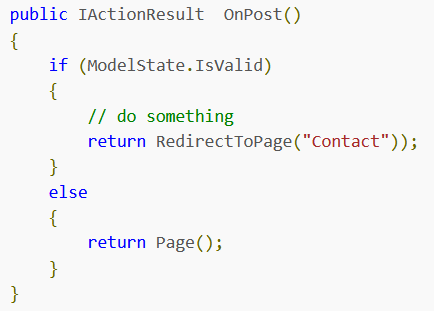 public IActionResult  OnPost()
{
    if (ModelState.IsValid)
    {
        // do something
        return RedirectToPage("Contact"));
    }
    else
    {
        return Page();
    }
}